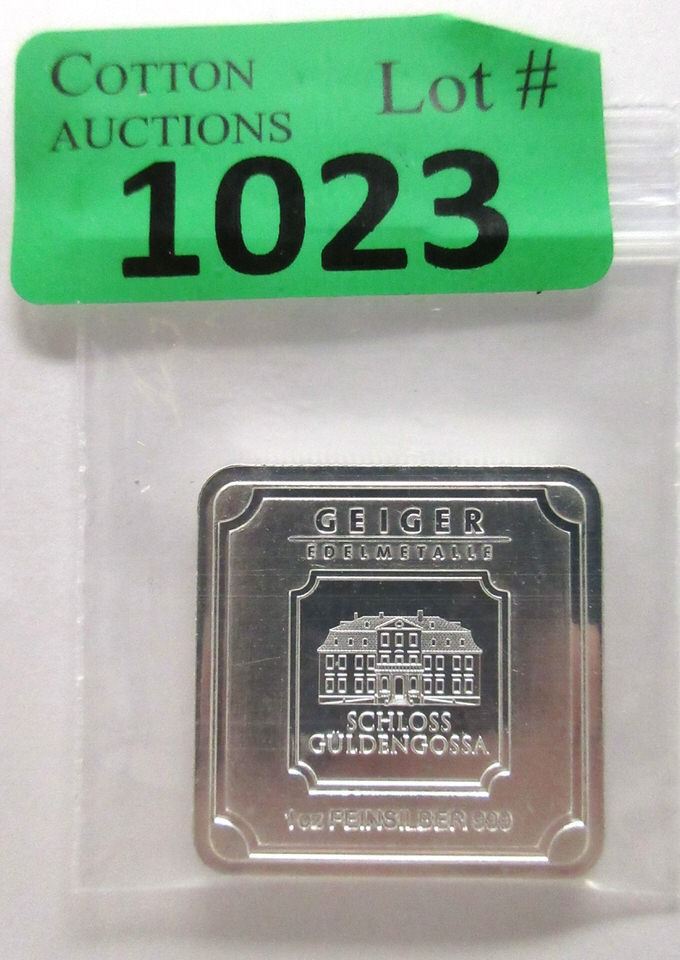 COTTON
AUCTIONS
Lot #
1023
GEIGER
EDELMETALLE
SCHLOSS
GÜLDENGOSSA
1 oz FEINSILBER 999